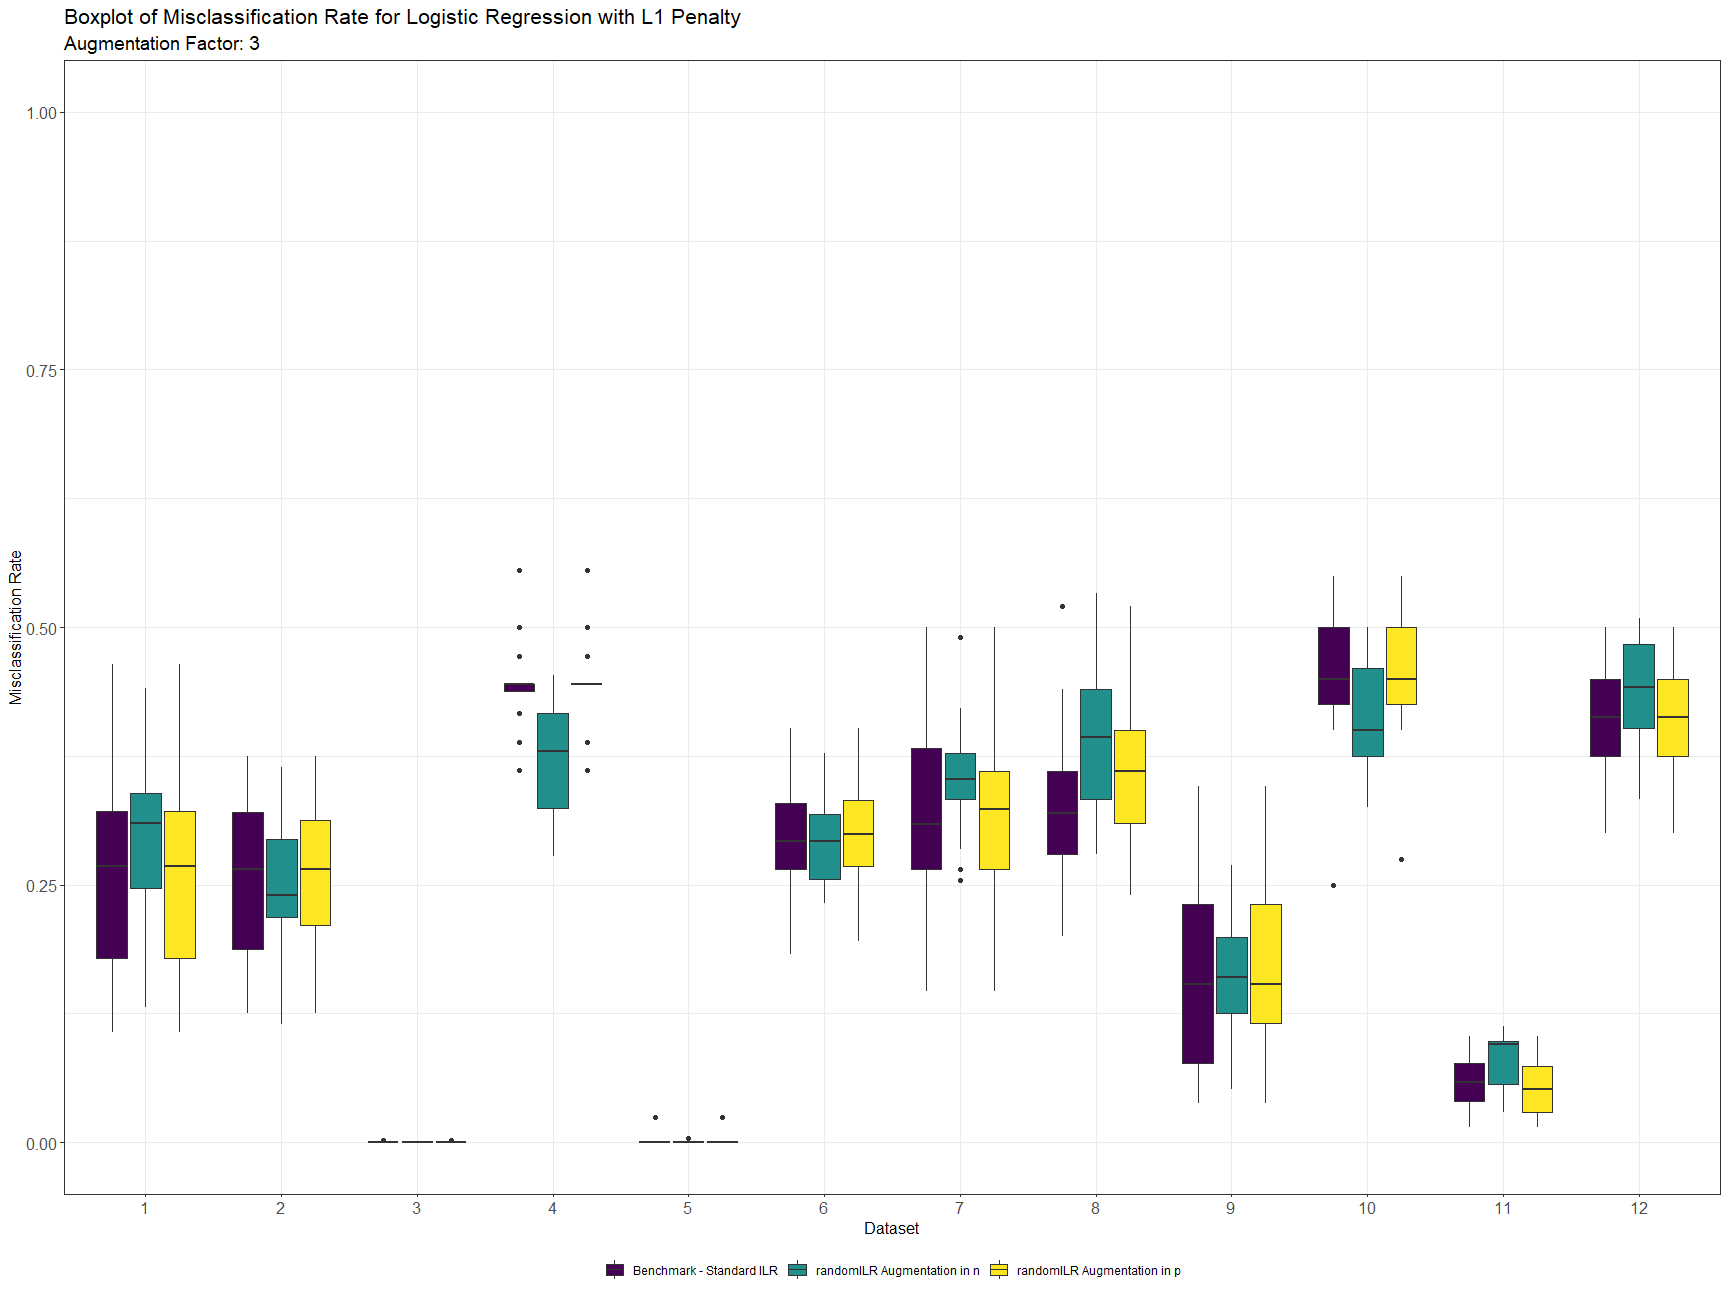 Boxplot of Misclassification Rate for Logistic Regression with L1 Penalty
Augmentation Factor: 3
1.00
0.75
0.50
0.25
0.00
Misclassification Rate
1 2 3 4 5 6 7 8 9 10 11 12
Dataset
Benchmark - Standard ILR randomILR Augmentation in n randomILR Augmentation in p